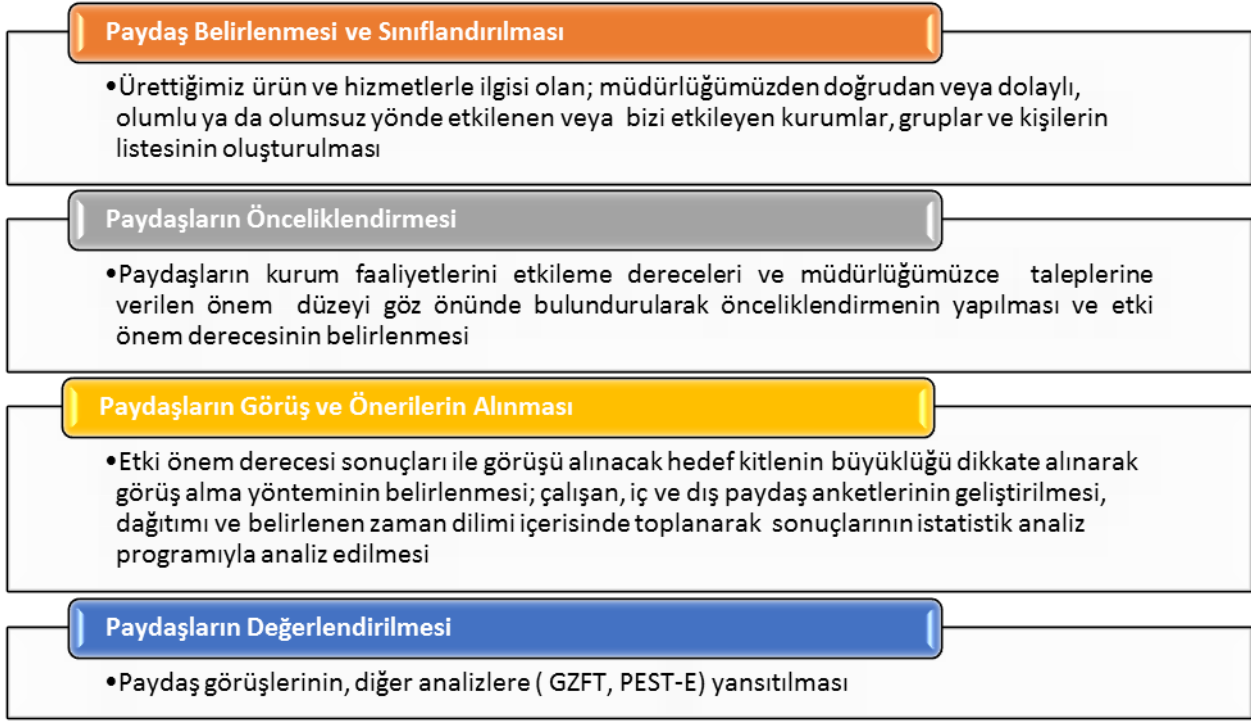 Paydaş Belirlenmesi ve Sınıflandırılması
•Ürettiğimiz ürün ve hizmetlerle ilgisi olan; müdürlüğümüzden doğrudan veya dolaylı,
olumlu ya da olumsuz yönde etkilenen veya bizi etkileyen kurumlar, gruplar ve kişilerin
listesinin oluşturulması
Paydaşların Önceliklendirmesi
•Paydaşların kurum faaliyetlerini etkileme dereceleri ve müdürlüğümüzce taleplerine
verilen önem düzeyi göz önünde bulundurularak önceliklendirmenin yapılması ve etki
önem derecesinin belirlenmesi
Paydaşların Görüş ve Önerilerin Alınması
•Etki önem derecesi sonuçları ile görüşü alınacak hedef kitlenin büyüklüğü dikkate alınarak
görüş alma yönteminin belirlenmesi; çalışan, iç ve dış paydaş anketlerinin geliştirilmesi,
dağıtımı ve belirlenen zaman dilimi içerisinde toplanarak sonuçlarının istatistik analiz
programıyla analiz edilmesi
Paydaşların Değerlendirilmesi
•Paydaş görüşlerinin, diğer analizlere ( GZFT, PEST-E) yansıtılması